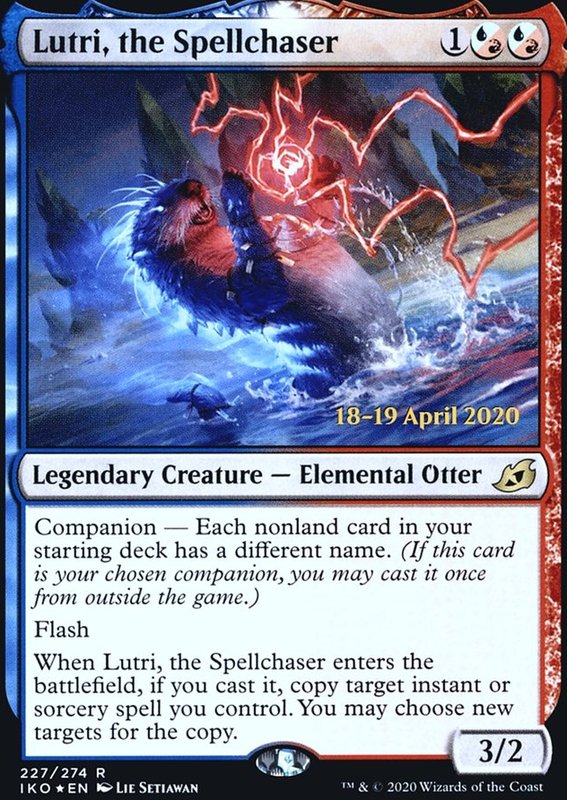 Lutri, the Spellchaser 1
18–19 April 2020
Legendary Creature — Elemental Otter
Companion — Each nonland card in your
starting deck has a different name. (If this card
is your chosen companion, you may cast it once
from outside the game.)
Flash
When Lutri, the Spellchaser enters the
battlefield, if you cast it, copy target instant or
sorcery spell you control. You may choose new
targets for the copy.
3/2
227/274 R
IKO★EN Lie Setiawan
™ & © 2020 Wizards of the Coast